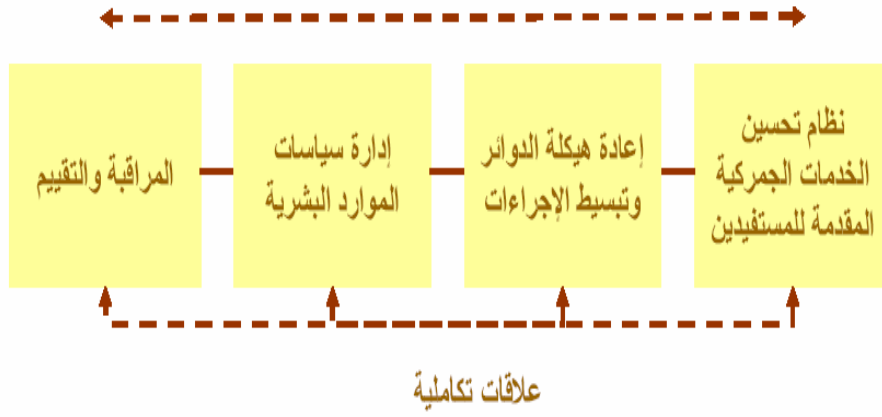 نظام تحسين
الخدمات الجمركية
المقدمة للمستفيدين
إعادة هيكلة الدوائر
وتبسيط الإجراءات
إدارة سياسات
الموارد البشرية
المراقبة والتقييم
علاقات تكاملية